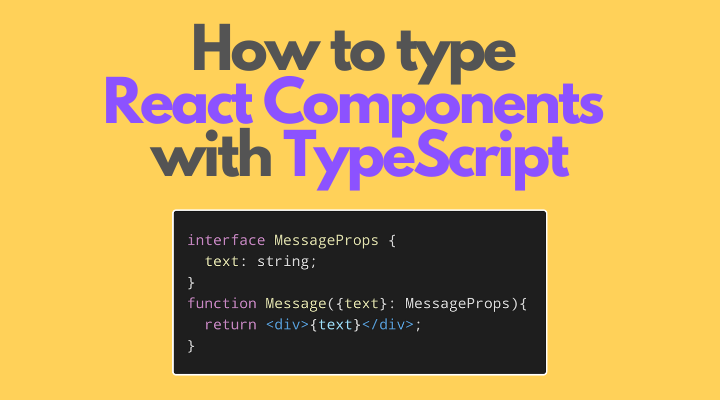 How to type
React Components
with TypeScript
interface MessageProps {
  text: string;
}
function Message({text}: MessageProps){
  return <div>{text}</div>;
}